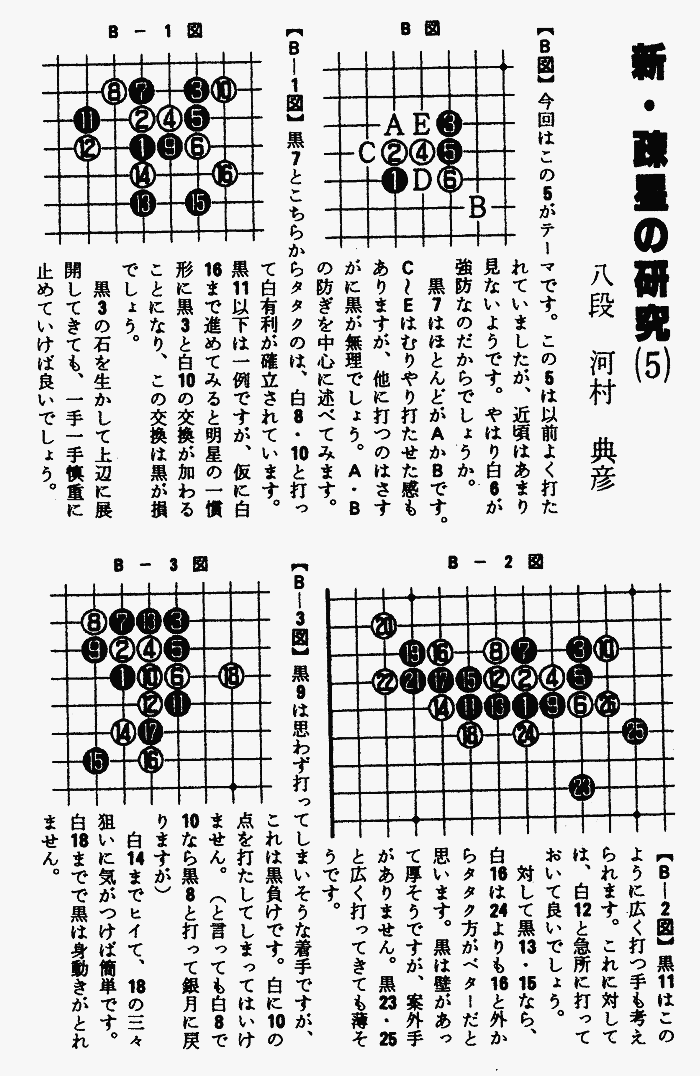 新・疎星の研究(5)
八段　河村　典彦
B図
【B図】今回はこの5がテー
マです。この5は以前よく打た
れていましたが、近頃はあまり
見ないようです。やはり白6が
強防なのだからでしょうか。
黒7はほとんどがAかBです。
C〜Eはむりやり打たせた感も
ありますが、他に打つのはさす
がに黒が無理でしょう。A・B
の防ぎを中心に述べてみます。
B－1図
【B―1図】黒7とこちらか
らタタクのは、白8・10と打っ
て白有利が確立されています。
黒11以下は一例ですが、仮に白
16まで進めてみると明星の一慣
形に黒3と白10の交換が加わる
ことになり、この交換は黒が損
でしょう。
黒3の石を生かして上辺に展
開してきても、一手一手慎重に
止めていけば良いでしょう。
B－2図
【B―2図】黒11はこの
ように広く打つ手も考え
られます。これに対して
は、白12と急所に打って
おいて良いでしょう。
対して黒13・15なら、
白16は24よりも16と外か
らタタク方がベターだと
思います。黒は壁があっ
て厚そうですが、案外手
がありません。黒23・25
と広く打ってきても薄そ
うです。
B－3図
【B―3図】黒9は思わず打っ
てしまいそうな着手ですが、
これは黒負けです。白に10の
点を打たしてしまってはいけ
ません。（と言っても白8で
10なら黒8と打って銀月に戻
りますが）
白14までヒイて、18の三々
狙いに気がつけば簡単です。
白18までで黒は身動きがとれ
ません。